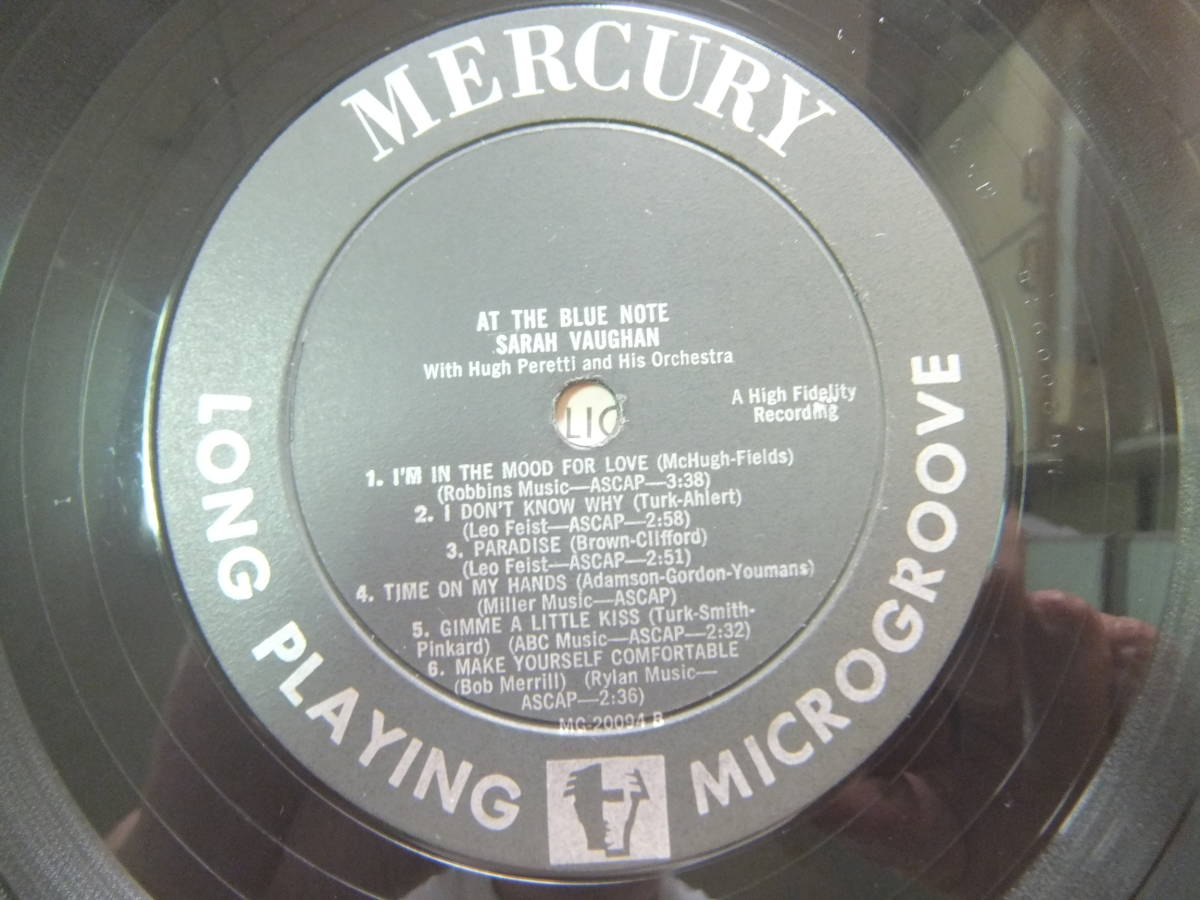 MERCURY
AT THE BLUE NOTE
SARAH VAUGHAN
With Hugh Peretti and His Orchestra
A High Fidelity
Recording
LIC
1. I'M IN THE MOOD FOR LOVE (McHugh-Fields)
(Robbins Music—ASCAP—3:38)
2. I DON'T KNOW WHY (Turk-Ahlert)
(Leo Feist—ASCAP—2:58)
3. PARADISE (Brown-Clifford)
(Leo Feist—ASCAP—2:51)
4. TIME ON MY HANDS (Adamson-Gordon-Youmans)
(Miller Music—ASCAP)
5. GIMME A LITTLE KISS (Turk-Smith-
Pinkard) (ABC Music—ASCAP—2:32)
6. MAKE YOURSELF COMFORTABLE
(Bob Merrill) (Rylan Music—
ASCAP—2:36)
MG-20094 B
LONG PLAYING MICROGROOVE